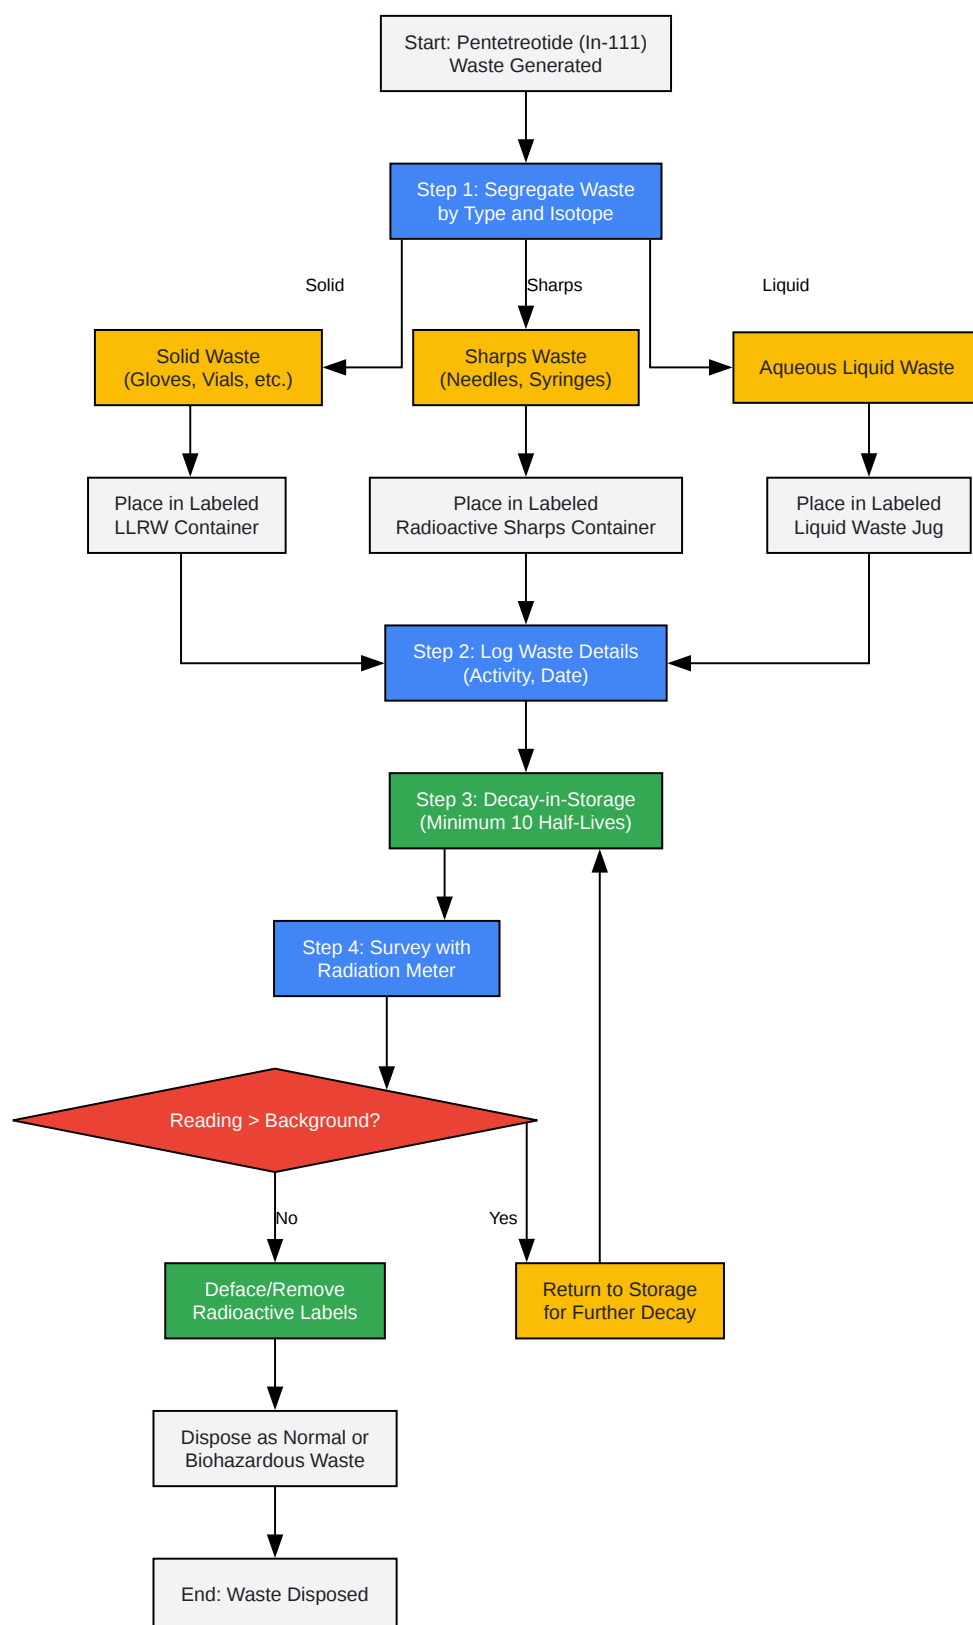 Start: Pentetreotide (In-111)
Waste Generated
Step 1: Segregate Waste
by Type and Isotope
Solid
Sharps
Liquid
Solid Waste
(Gloves, Vials, etc.)
Sharps Waste
(Needles, Syringes)
Aqueous Liquid Waste
Place in Labeled
LLRW Container
Place in Labeled
Radioactive Sharps Container
Place in Labeled
Liquid Waste Jug
Step 2: Log Waste Details
(Activity, Date)
Step 3: Decay-in-Storage
(Minimum 10 Half-Lives)
Step 4: Survey with
Radiation Meter
Reading > Background?
No
Yes
Deface/Remove
Radioactive Labels
Return to Storage
for Further Decay
Dispose as Normal or
Biohazardous Waste
End: Waste Disposed